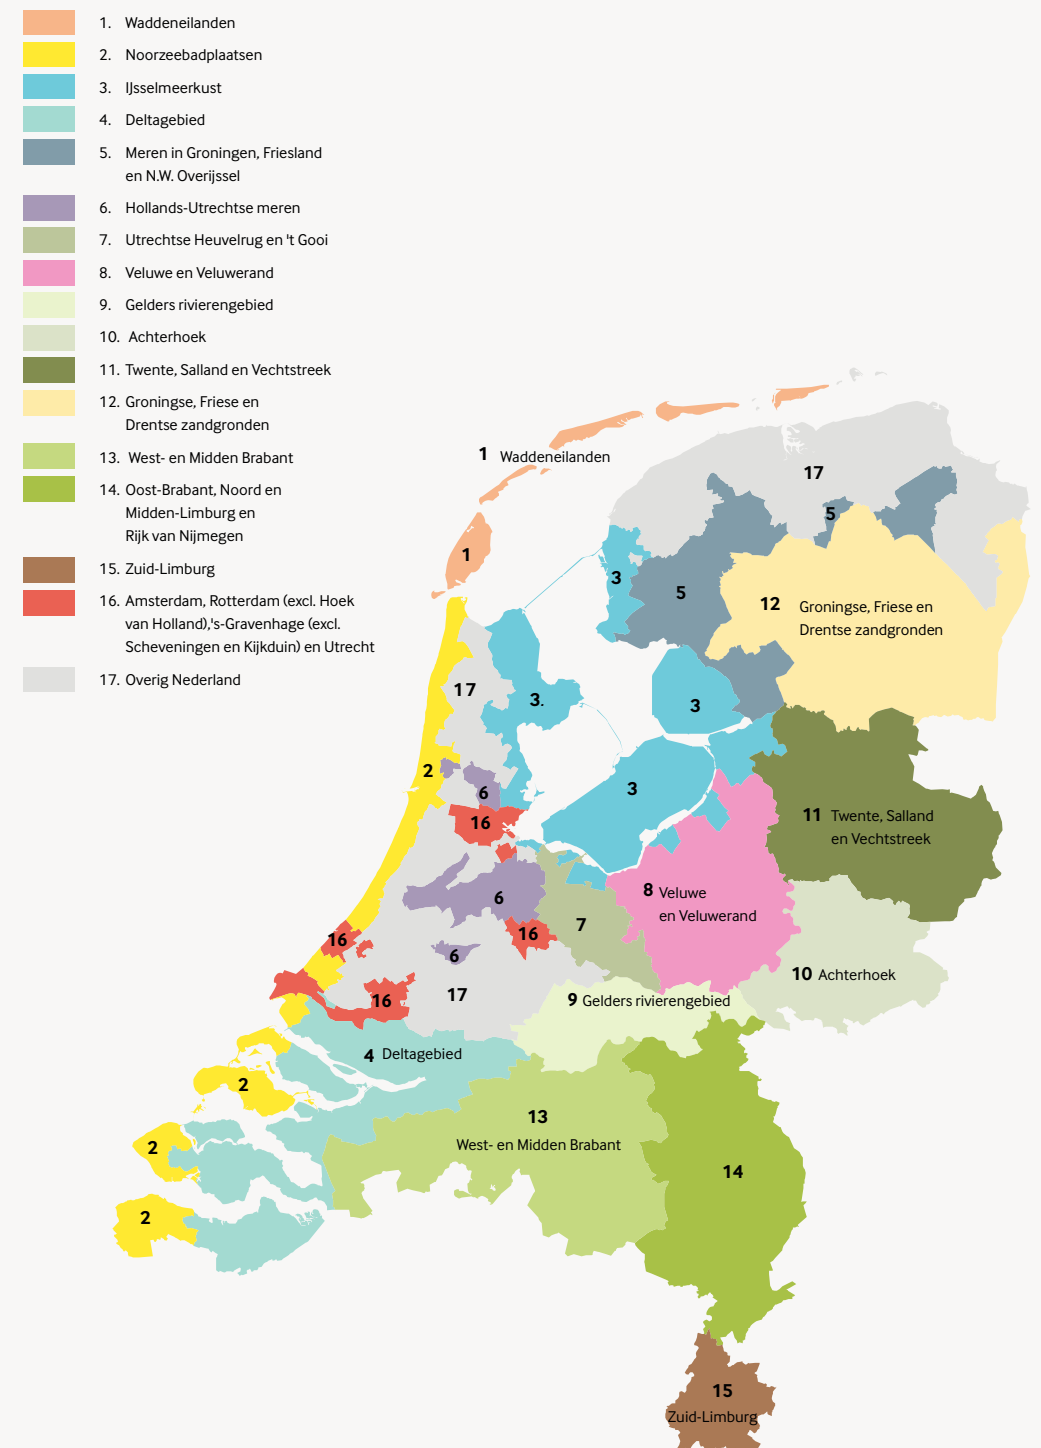 1. Waddeneilanden
2. Noorzeebadplaatsen
3. IJsselmeerkust
4. Deltagebied
5. Meren in Groningen, Friesland
en N.W. Overijssel
6. Hollands-Utrechtse meren
7. Utrechtse Heuvelrug en 't Gooi
8. Veluwe en Veluwerand
9. Gelders rivierengebied
10. Achterhoek
11. Twente, Salland en Vechtstreek
12. Groningse, Friese en
Drentse zandgronden
13. West- en Midden Brabant
14. Oost-Brabant, Noord en
Midden-Limburg en
Rijk van Nijmegen
15. Zuid-Limburg
16. Amsterdam, Rotterdam (excl. Hoek
van Holland),'s-Gravenhage (excl.
Scheveningen en Kijkduin) en Utrecht
17. Overig Nederland
1 Waddeneilanden
17
5
1
3
5
12 Groningse, Friese en
Drentse zandgronden
17
3.
3
2
6
3
16
11 Twente, Salland
en Vechtstreek
8 Veluwe
en Veluwerand
6
7
16
16
6
10 Achterhoek
17
16
9 Gelders rivierengebied
4 Deltagebied
2
13
West- en Midden Brabant
2
14
2
15
Zuid-Limburg